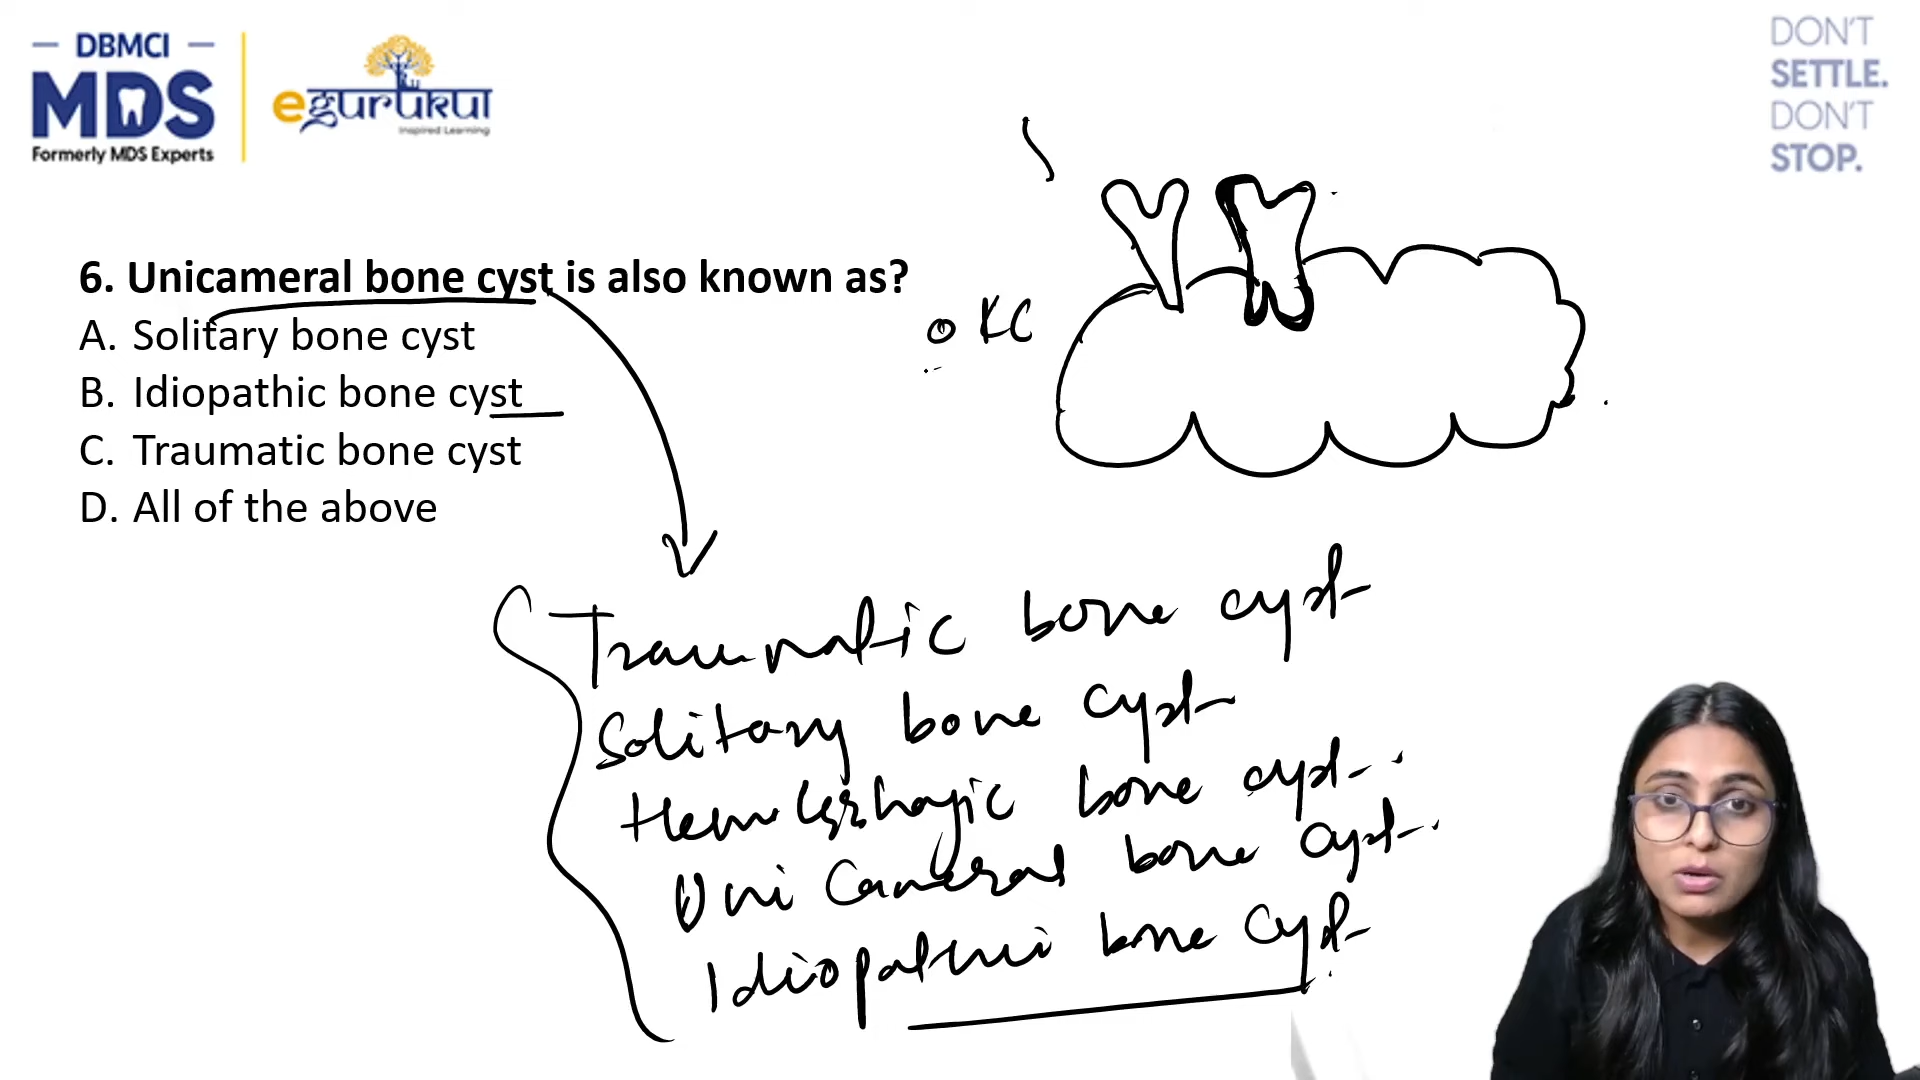 DBMCI
MDS
Formerly MDS Experts
egurukul
Inspired Learning
DON'T
SETTLE.
DON'T
STOP.
6. Unicameral bone cyst is also known as?
A. Solitary bone cyst
B. Idiopathic bone cyst
C. Traumatic bone cyst
D. All of the above
OKC
Traumatic bone cyst
Solitary bone cyst
Hemorrhagic bone cyst
Uni Cameral bone cyst
Idiopathic bone cyst